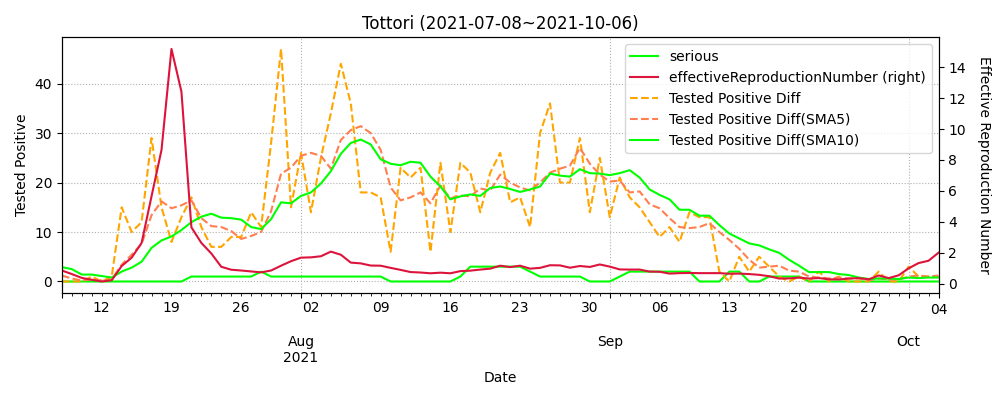 Tottori (2021-07-08~2021-10-06)
serious
effectiveReproductionNumber (right)
Tested Positive Diff
Tested Positive Diff(SMA5)
Tested Positive Diff(SMA10)
Tested Positive
40
30
20
10
0
14
12
10
8
6
4
2
0
Effective Reproduction Number
12 19 26 02 09 16 23 30 06 13 20 27 04
Aug Sep Oct
2021
Date